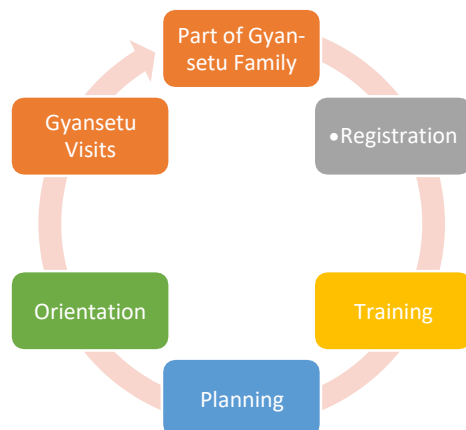 Part of Gyan-
setu Family
•Registration
Training
Planning
Orientation
Gyansetu
Visits